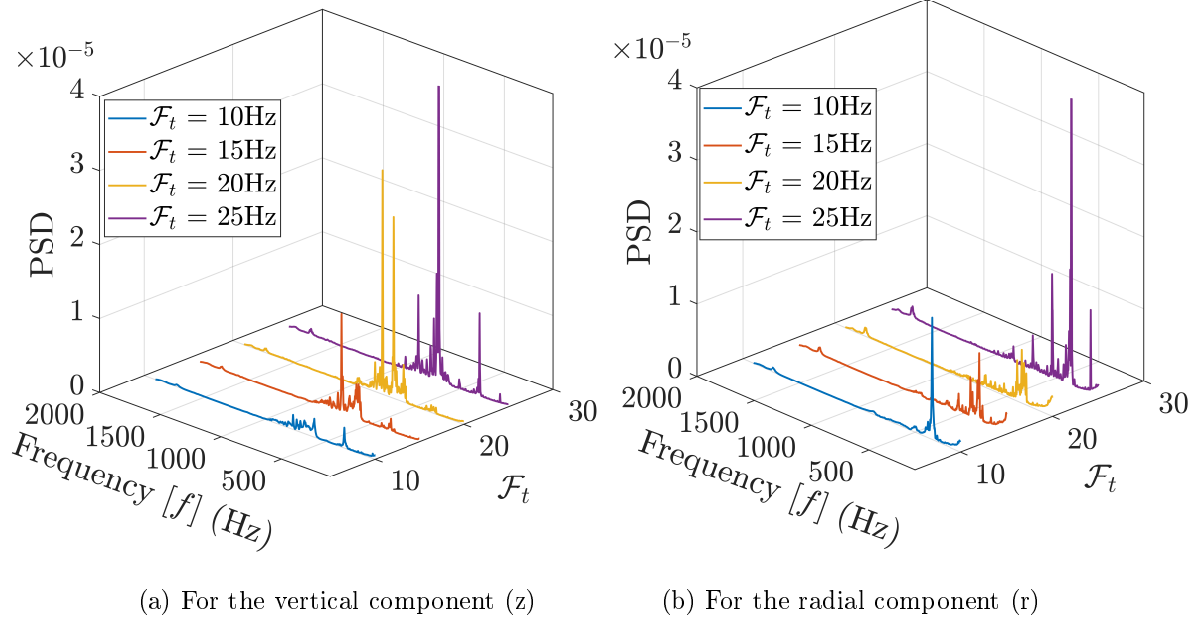 ×10⁻⁵
4
3
2
1
0
PSD
ℱₜ = 10Hz
ℱₜ = 15Hz
ℱₜ = 20Hz
ℱₜ = 25Hz
2000
1500
1000
500
Frequency [f] (Hz)
10
20
30
ℱₜ
×10⁻⁵
4
3
2
1
0
PSD
ℱₜ = 10Hz
ℱₜ = 15Hz
ℱₜ = 20Hz
ℱₜ = 25Hz
2000
1500
1000
500
Frequency [f] (Hz)
10
20
30
ℱₜ
(a) For the vertical component (z)
(b) For the radial component (r)